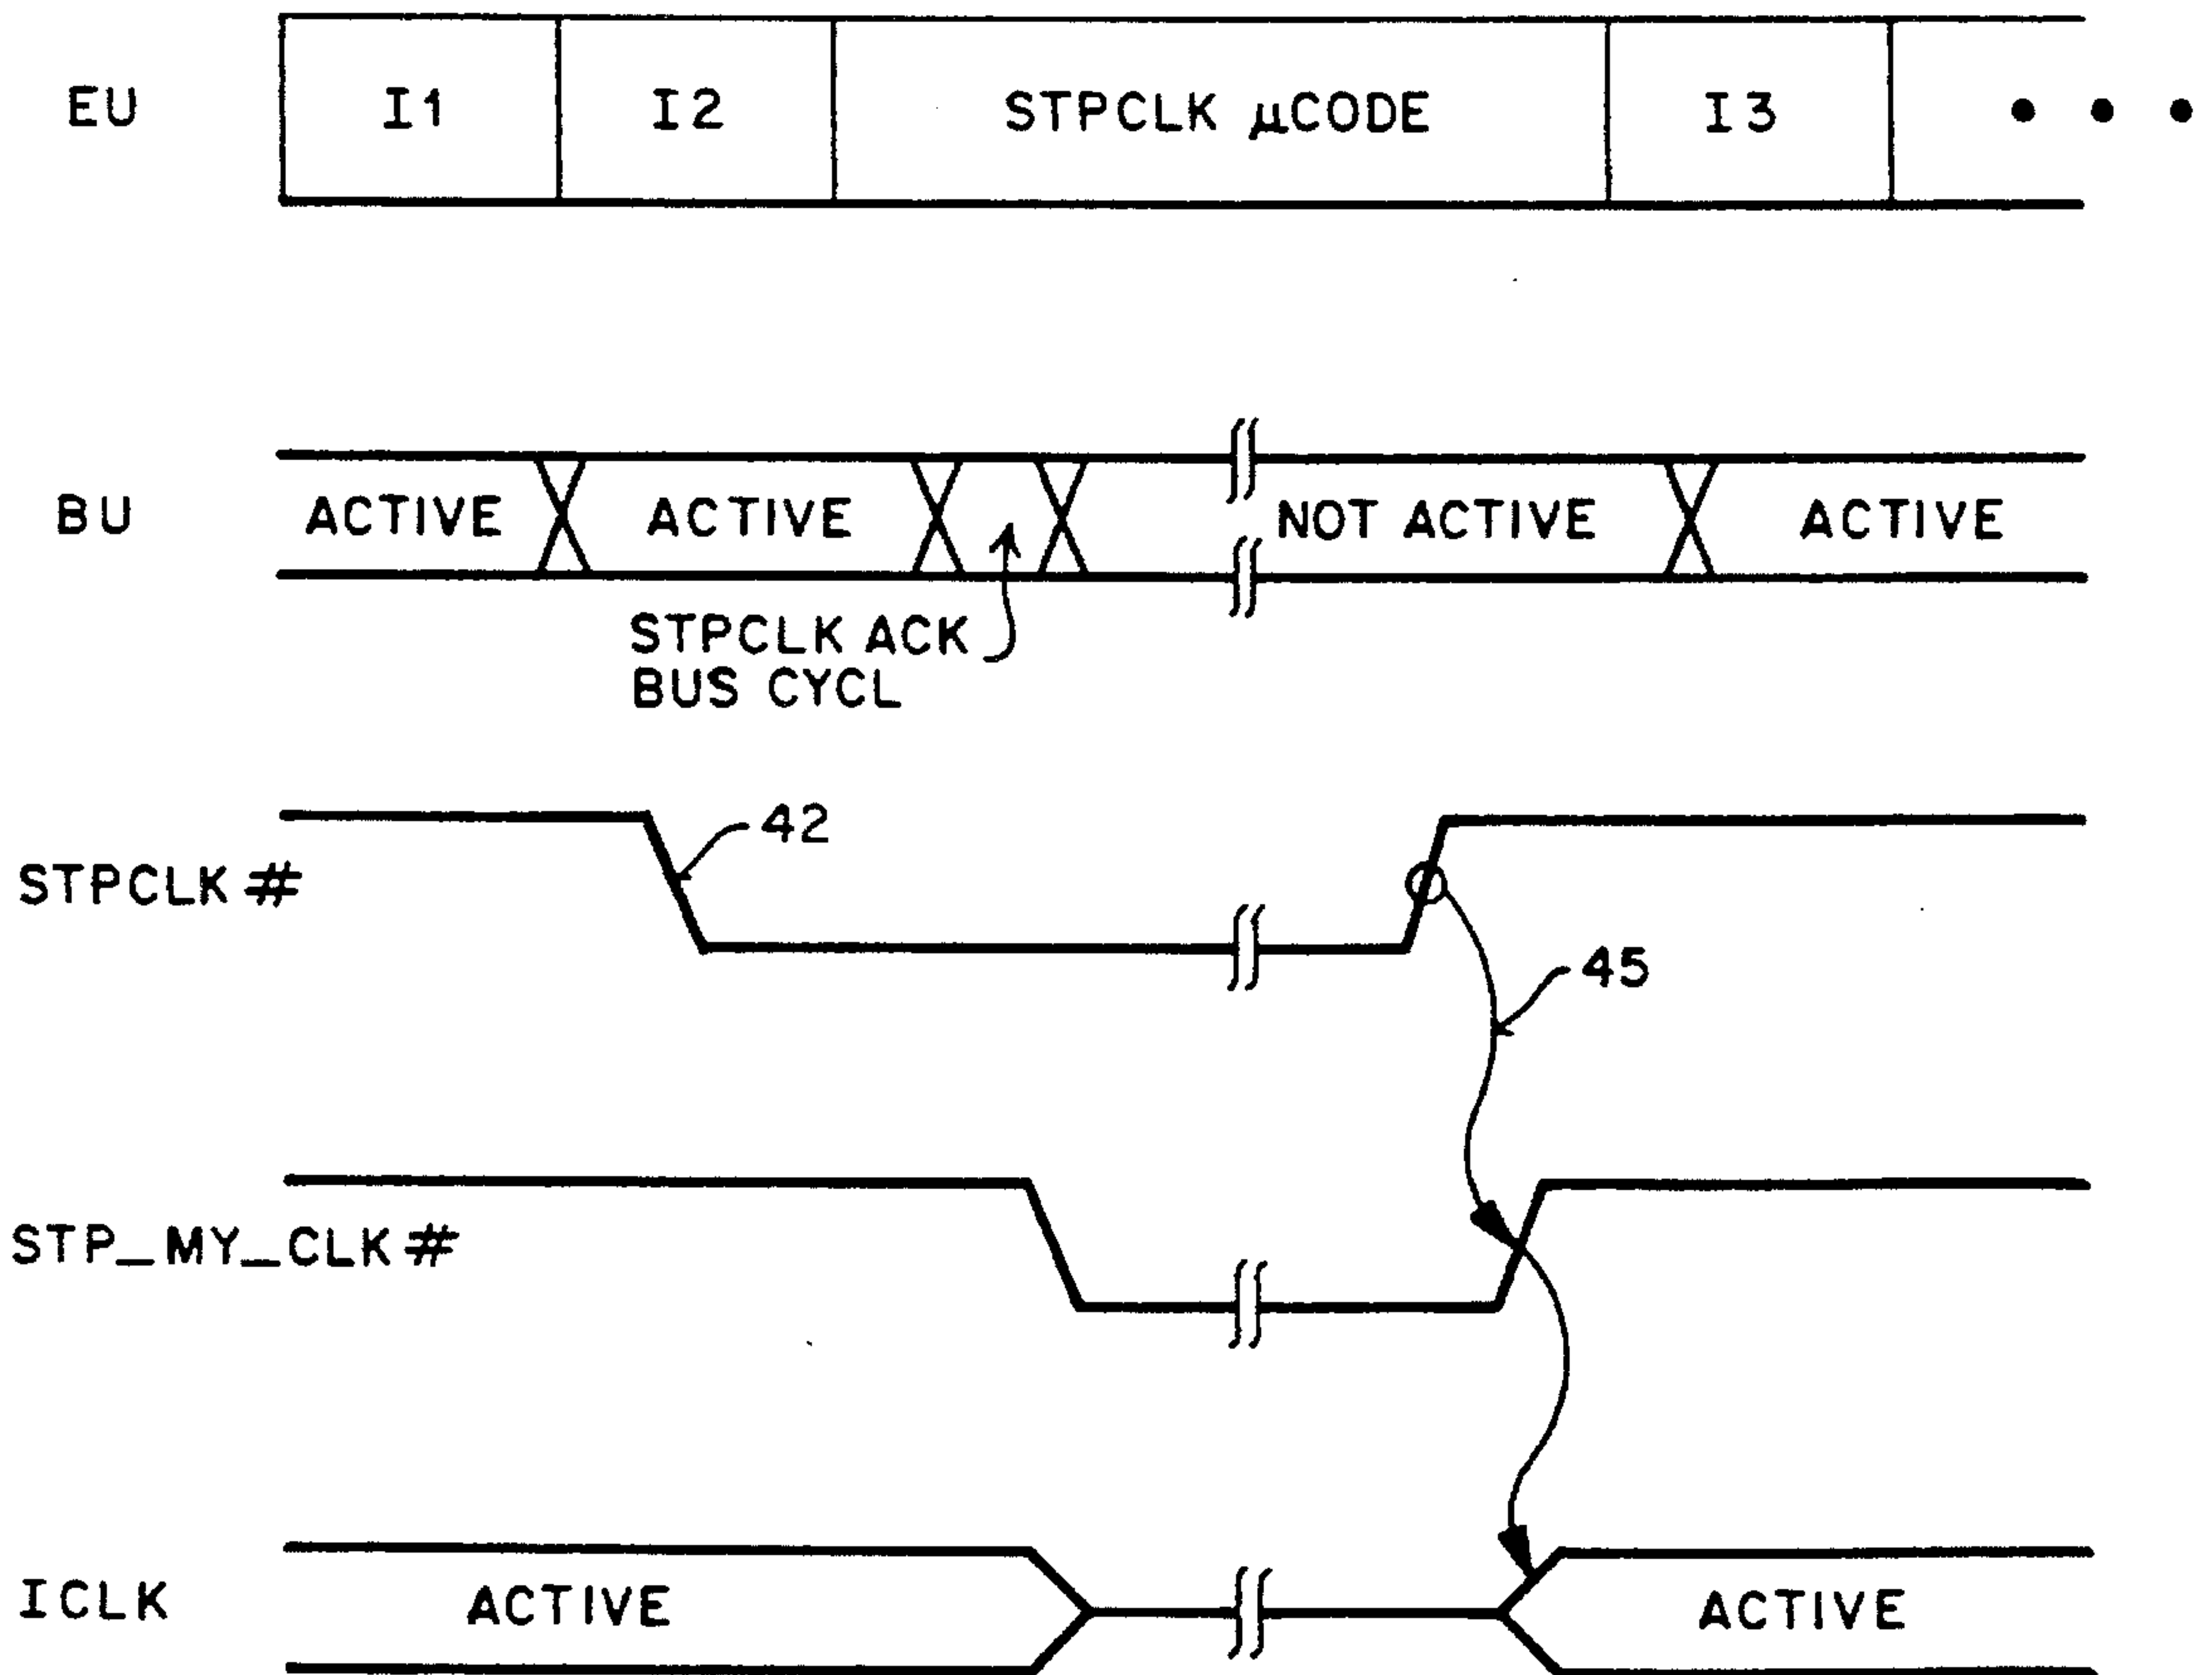 EU I1 I2 STPCLK μCODE I3 • • •
BU ACTIVE ACTIVE NOT ACTIVE ACTIVE
STPCLK ACK
BUS CYCL
42
STPCLK #
45
STP_MY_CLK #
ICLK ACTIVE ACTIVE